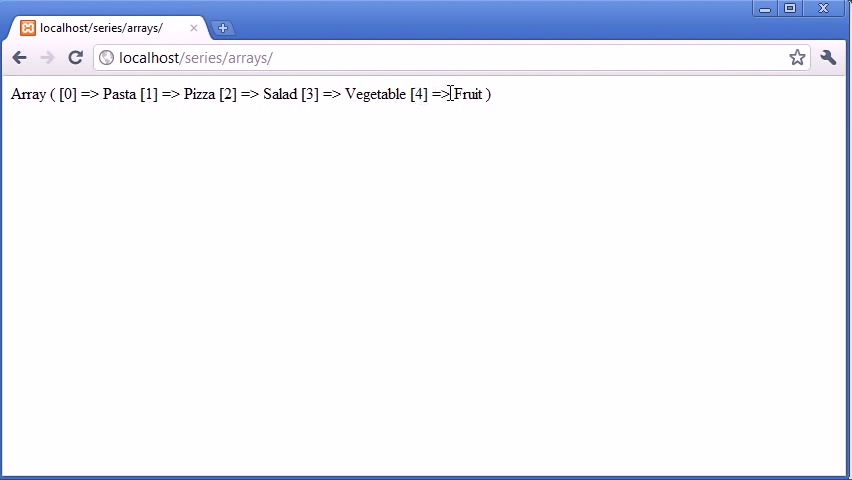 localhost/series/arrays/
localhost/series/arrays/
Array ( [0] => Pasta [1] => Pizza [2] => Salad [3] => Vegetable [4] => Fruit )